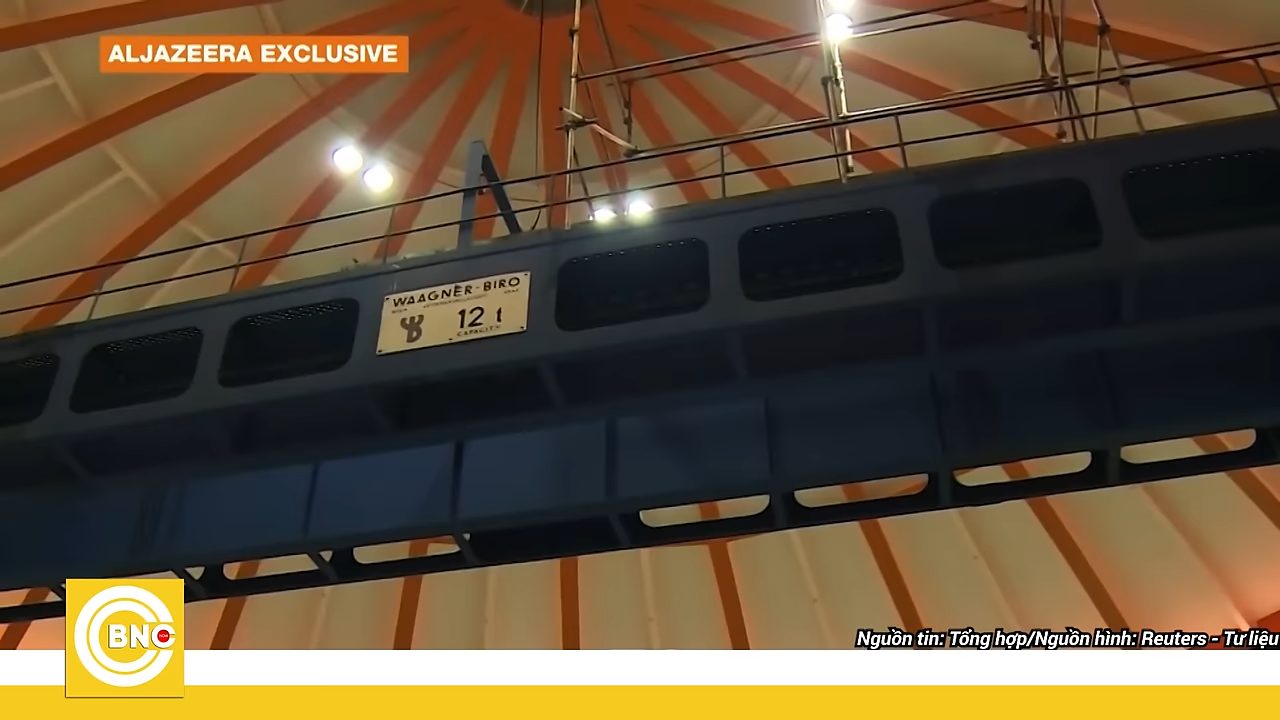 ALJAZEERA EXCLUSIVE
WAAGNER-BIRO
12 t
CAPACITY
BNC
Nguồn tin: Tổng hợp/Nguồn hình: Reuters - Tư liệu